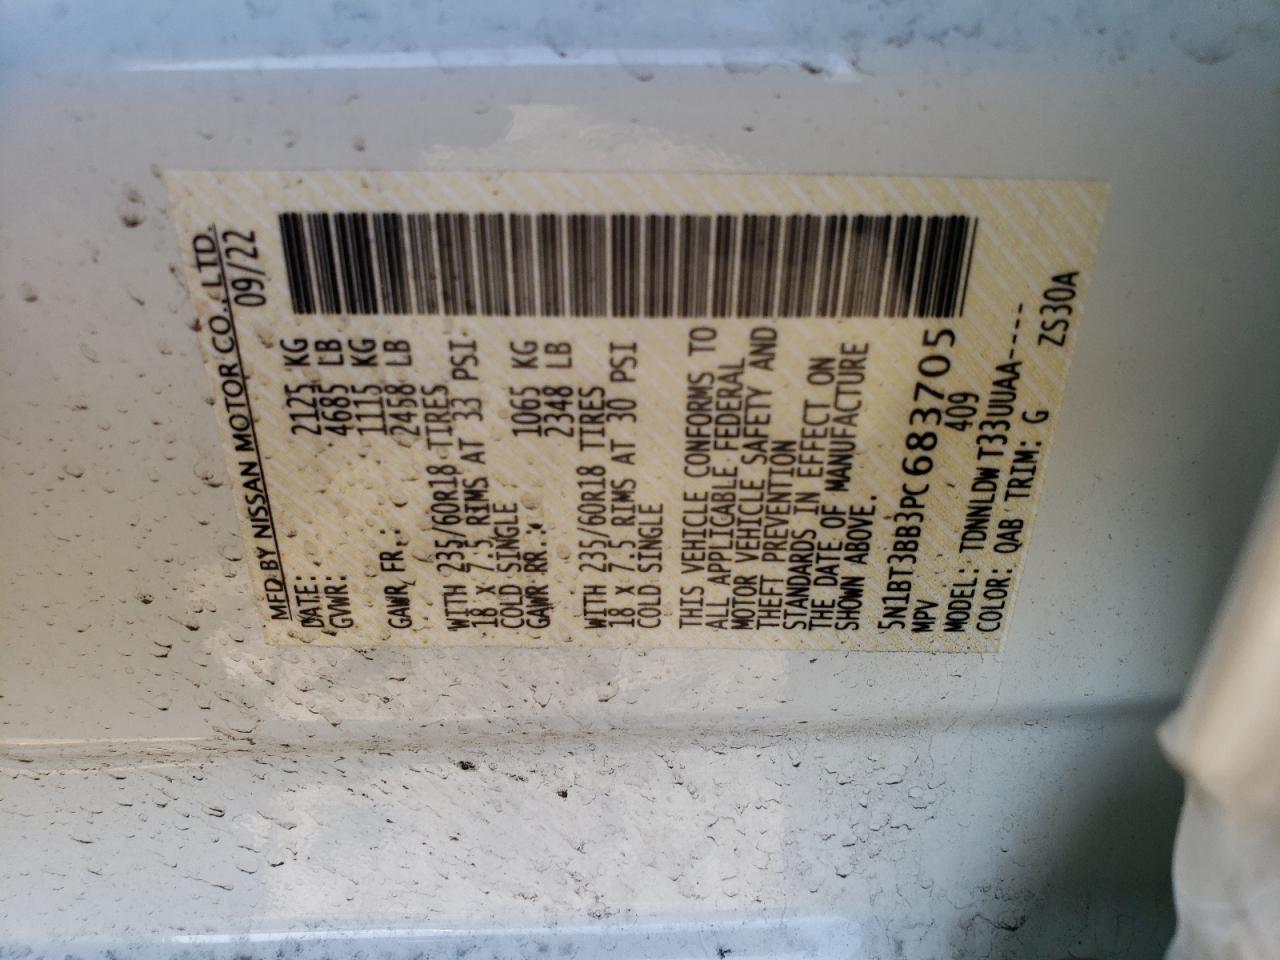 MFD BY NISSAN MOTOR CO., LTD.
DATE: 09/22
GVWR: 2125 KG
4685 LB
GAWR FR.: 1115 KG
2458 LB
WITH 235/60R18 TIRES
18 X 7.5 RIMS AT 33 PSI
COLD SINGLE
GAWR RR.: 1065 KG
2348 LB
WITH 235/60R18 TIRES
18 X 7.5 RIMS AT 30 PSI
COLD SINGLE
THIS VEHICLE CONFORMS TO
ALL APPLICABLE FEDERAL
MOTOR VEHICLE SAFETY AND
THEFT PREVENTION
STANDARDS IN EFFECT ON
THE DATE OF MANUFACTURE
SHOWN ABOVE.
5N1BT3BB3PC683705
MPV 409
MODEL: TDNNLDW T33UUAA----
COLOR: QAB TRIM: G ZS30A